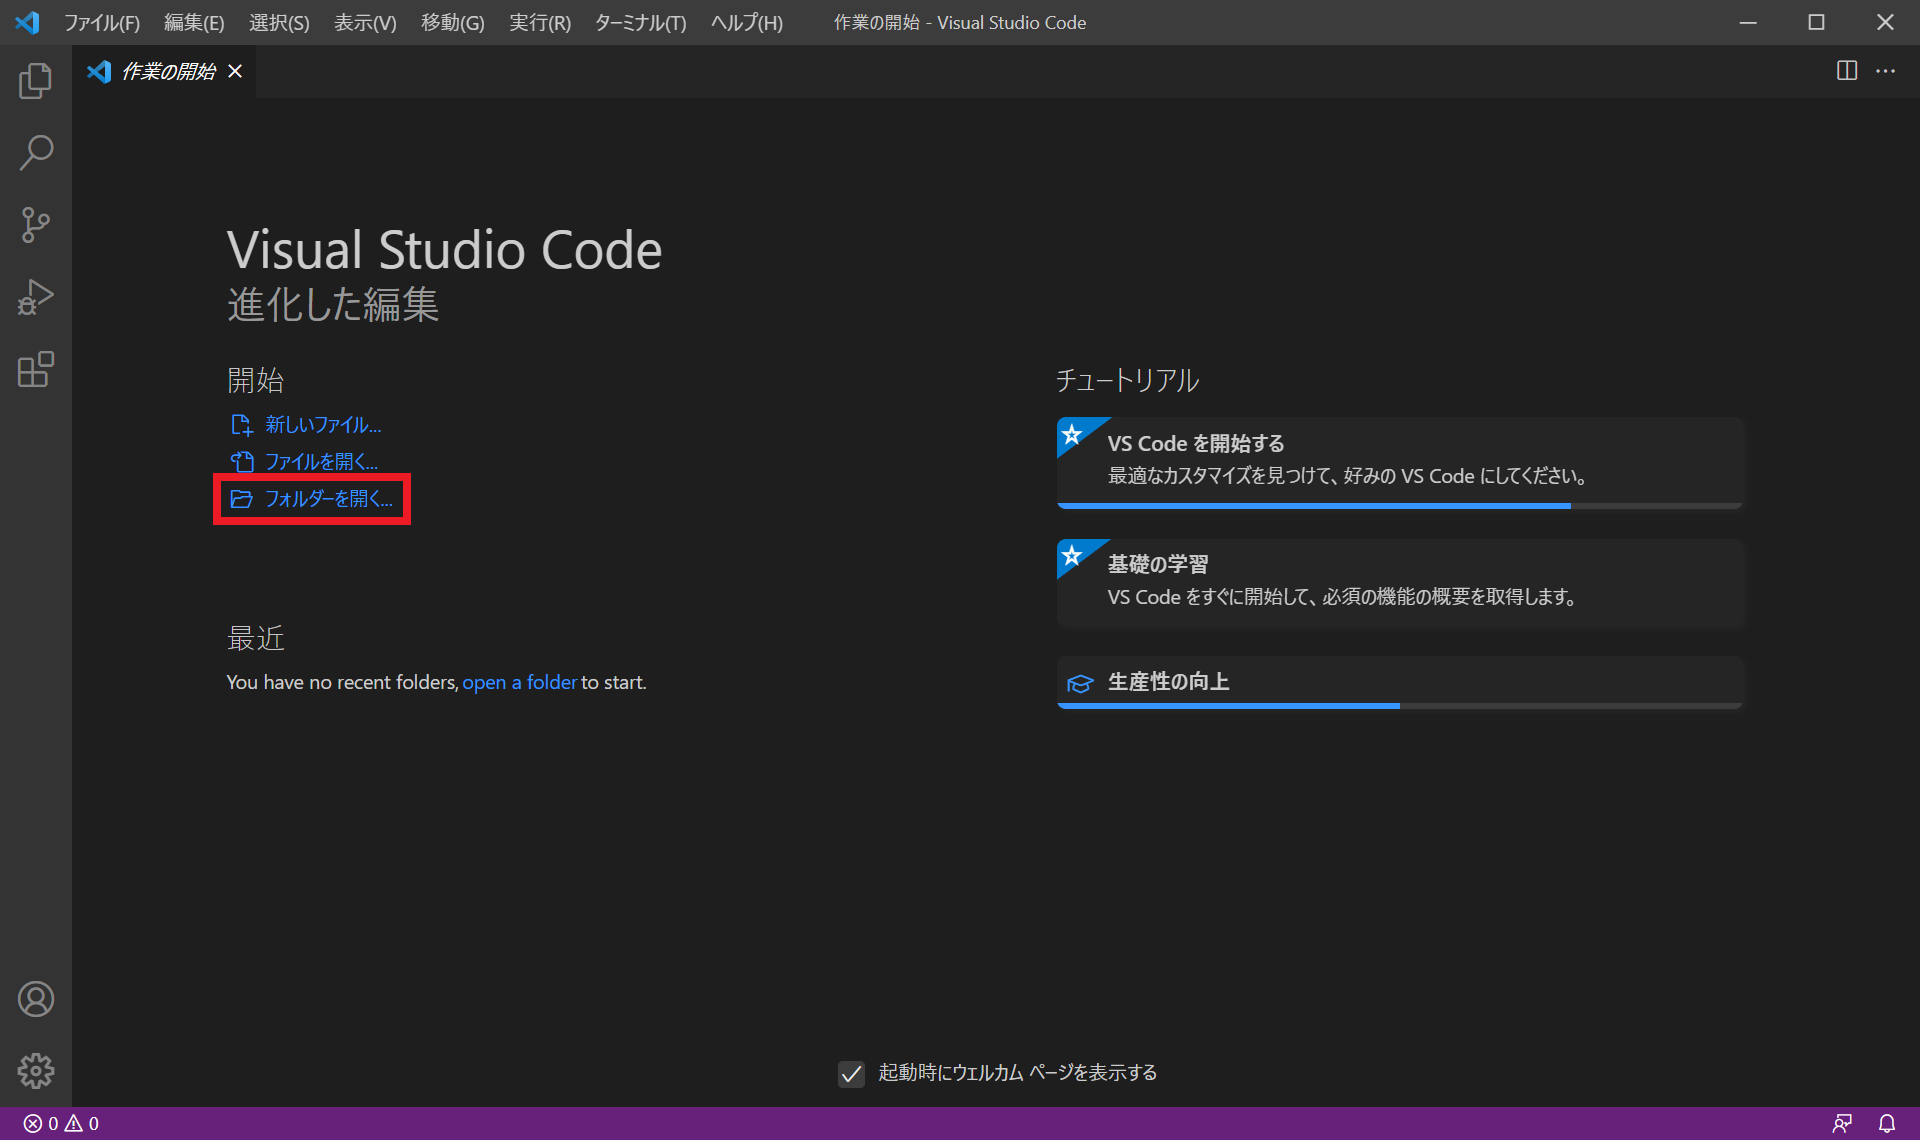 ファイル(F) 編集(E) 選択(S) 表示(V) 移動(G) 実行(R) ターミナル(T) ヘルプ(H) 作業の開始 - Visual Studio Code
作業の開始
Visual Studio Code
進化した編集
開始
新しいファイル...
ファイルを開く...
フォルダーを開く...
最近
You have no recent folders, open a folder to start.
チュートリアル
VS Code を開始する
最適なカスタマイズを見つけて、好みの VS Code にしてください。
基礎の学習
VS Code をすぐに開始して、必須の機能の概要を取得します。
生産性の向上
起動時にウェルカム ページを表示する
0 0